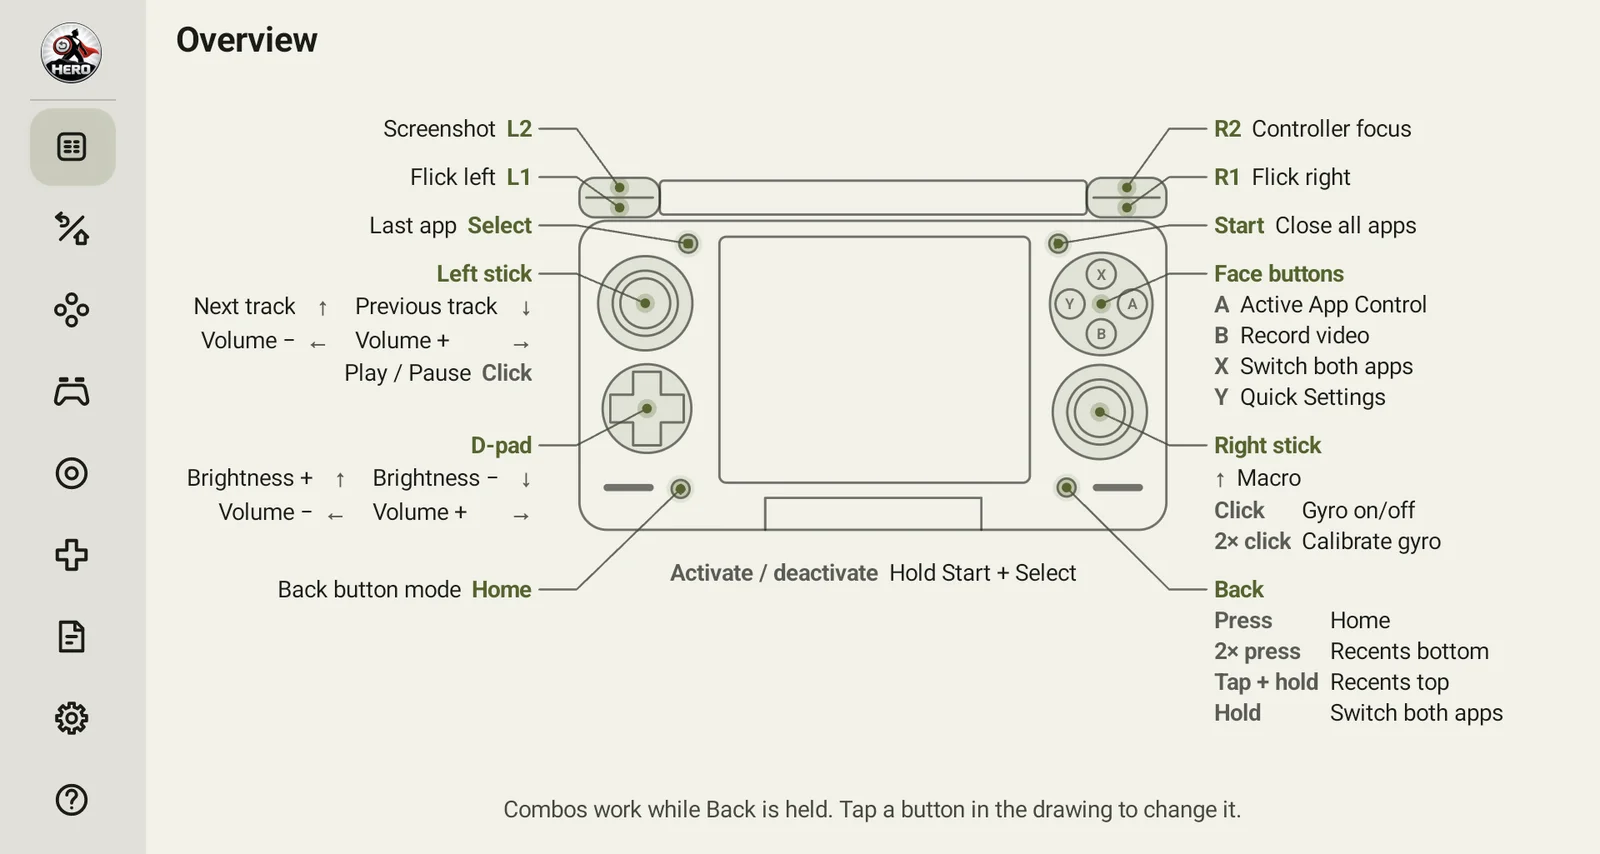 HERO
Overview
Screenshot L2
Flick left L1
Last app Select
Left stick
Next track ↑ Previous track ↓
Volume − ← Volume + →
Play / Pause Click
D-pad
Brightness + ↑ Brightness − ↓
Volume − ← Volume + →
Back button mode Home
X
Y
A
B
Activate / deactivate Hold Start + Select
R2 Controller focus
R1 Flick right
Start Close all apps
Face buttons
A Active App Control
B Record video
X Switch both apps
Y Quick Settings
Right stick
↑ Macro
Click Gyro on/off
2× click Calibrate gyro
Back
Press Home
2× press Recents bottom
Tap + hold Recents top
Hold Switch both apps
Combos work while Back is held. Tap a button in the drawing to change it.